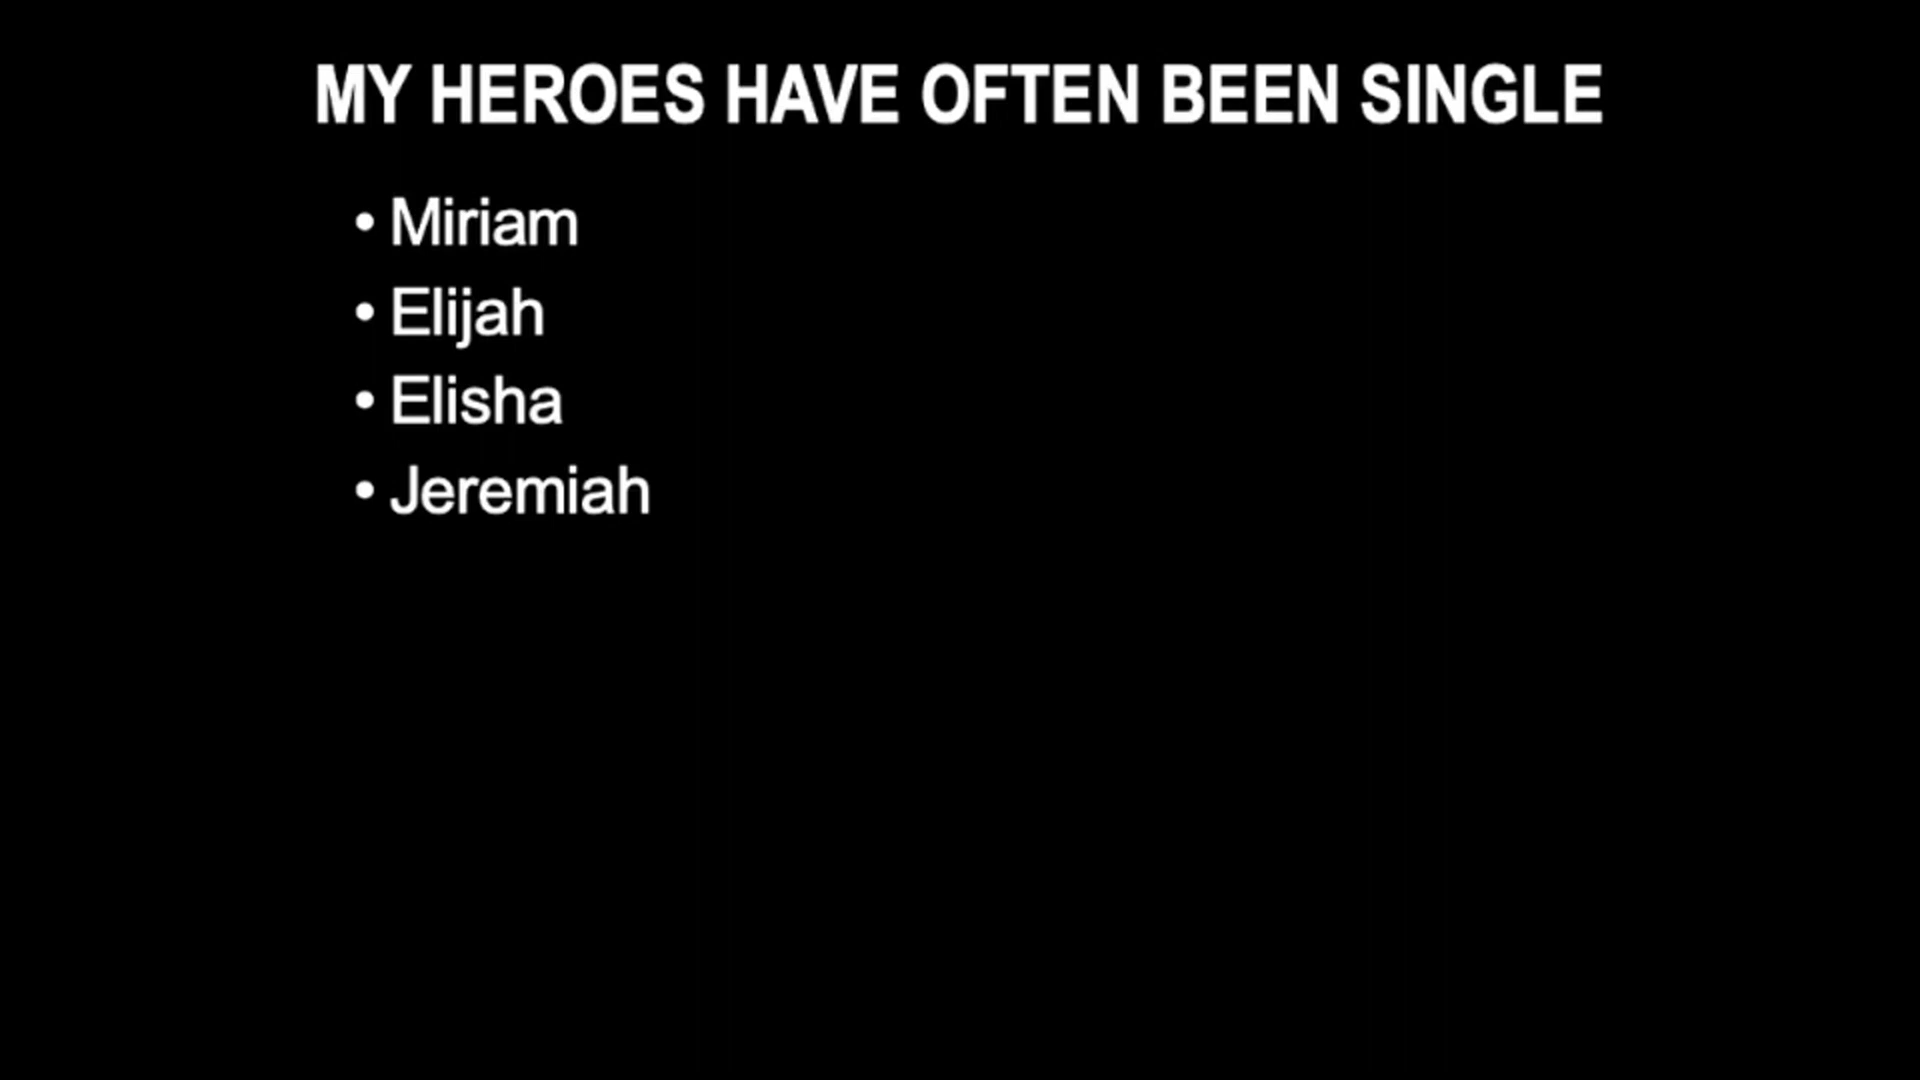 MY HEROES HAVE OFTEN BEEN SINGLE
• Miriam
• Elijah
• Elisha
• Jeremiah